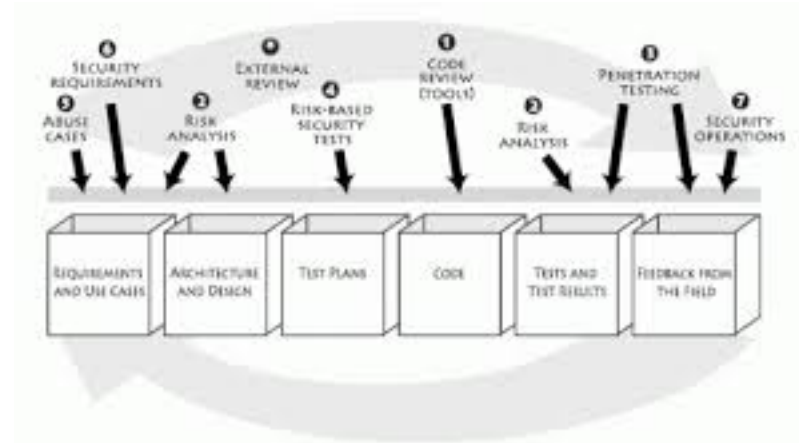 6
SECURITY
REQUIREMENTS
5
ABUSE
CASES
2
RISK
ANALYSIS
*
EXTERNAL
REVIEW
4
RISK-BASED
SECURITY
TESTS
1
CODE
REVIEW
(TOOLS)
2
RISK
ANALYSIS
3
PENETRATION
TESTING
7
SECURITY
OPERATIONS
REQUIREMENTS
AND USE CASES
ARCHITECTURE
AND DESIGN
TEST PLANS
CODE
TESTS AND
TEST RESULTS
FEEDBACK FROM
THE FIELD